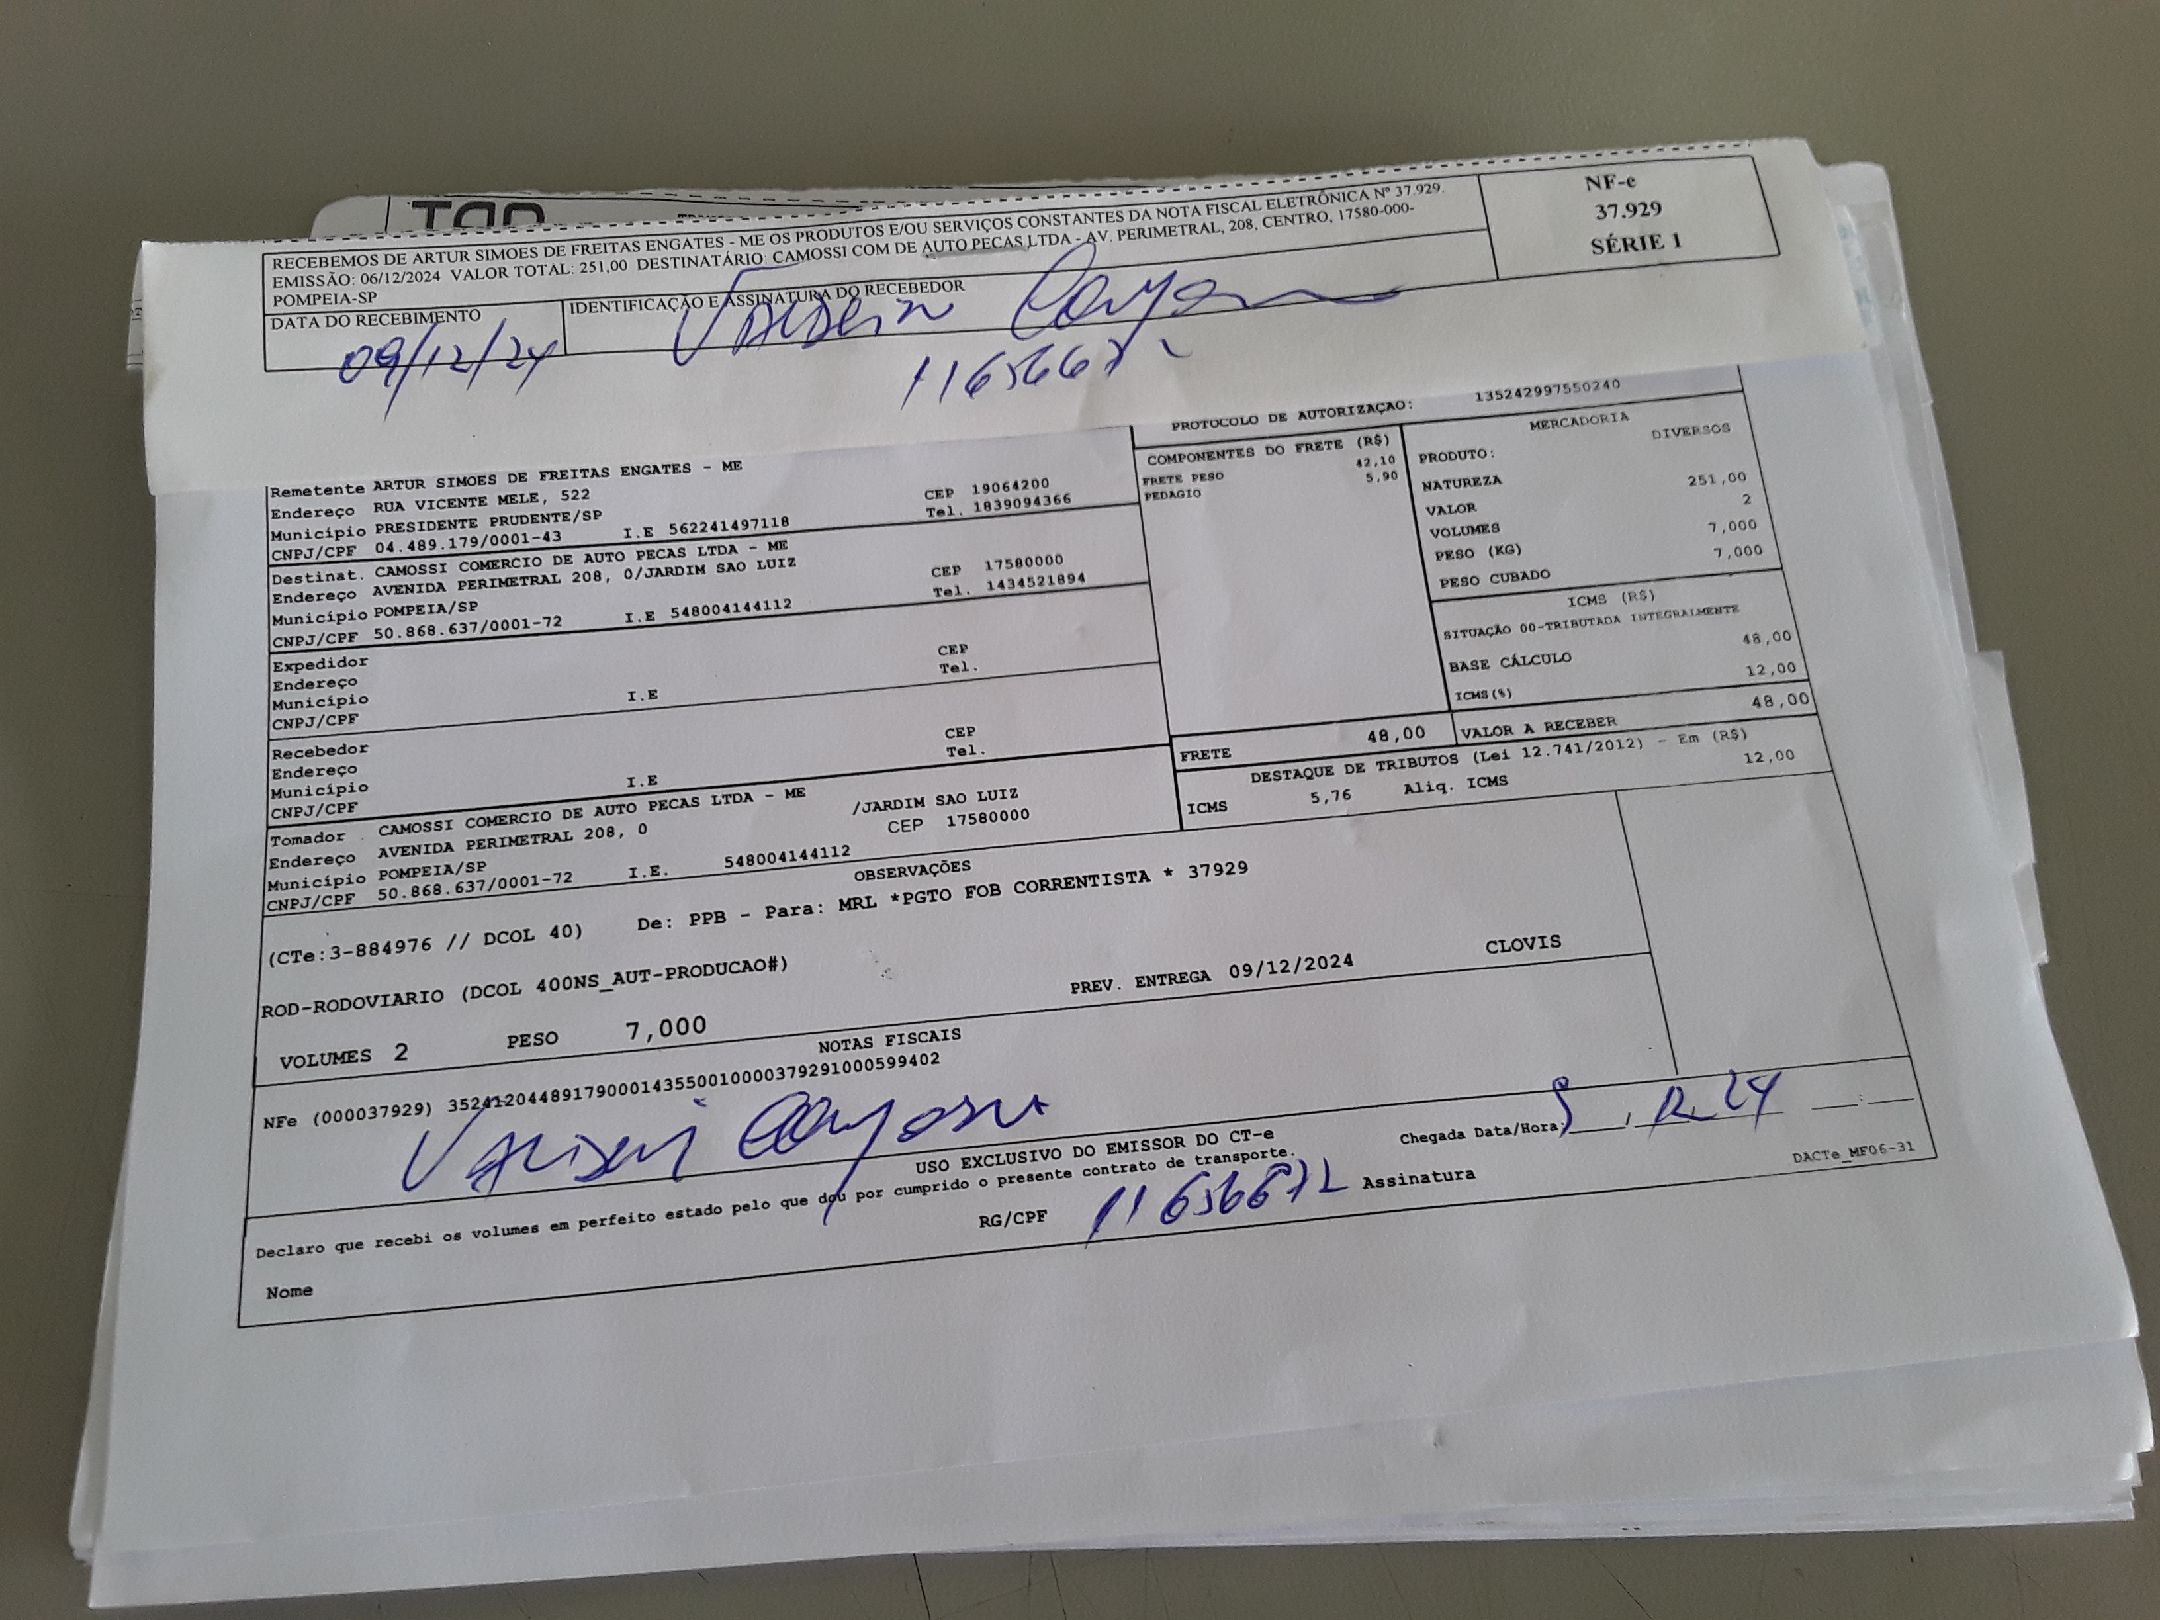 RECEBEMOS DE ARTUR SIMOES DE FREITAS ENGATES - ME OS PRODUTOS E/OU SERVIÇOS CONSTANTES DA NOTA FISCAL ELETRÔNICA Nº 37.929.
EMISSÃO: 06/12/2024 VALOR TOTAL: 251,00 DESTINATÁRIO: CAMOSSI COM DE AUTO PECAS LTDA - AV. PERIMETRAL, 208, CENTRO, 17580-000-
POMPEIA-SP
NF-e
37.929
SÉRIE 1
DATA DO RECEBIMENTO
IDENTIFICAÇÃO E ASSINATURA DO RECEBEDOR
09/12/24
PROTOCOLO DE AUTORIZAÇAO: 135242997550240
Remetente ARTUR SIMOES DE FREITAS ENGATES - ME
Endereço RUA VICENTE MELE, 522 CEP 19064200
Município PRESIDENTE PRUDENTE/SP Tel. 1839094366
CNPJ/CPF 04.489.179/0001-43 I.E 562241497118
Destinat. CAMOSSI COMERCIO DE AUTO PECAS LTDA - ME
Endereço AVENIDA PERIMETRAL 208, 0/JARDIM SAO LUIZ CEP 17580000
Município POMPEIA/SP Tel. 1434521894
CNPJ/CPF 50.868.637/0001-72 I.E 548004144112
Expedidor
Endereço CEP
Município I.E Tel.
CNPJ/CPF
Recebedor
Endereço CEP
Município I.E Tel.
CNPJ/CPF
Tomador CAMOSSI COMERCIO DE AUTO PECAS LTDA - ME
Endereço AVENIDA PERIMETRAL 208, 0 /JARDIM SAO LUIZ
Município POMPEIA/SP CEP 17580000
CNPJ/CPF 50.868.637/0001-72 I.E. 548004144112
COMPONENTES DO FRETE (R$)
FRETE PESO 42,10
PEDAGIO 5,90
MERCADORIA
PRODUTO: DIVERSOS
NATUREZA
VALOR 251,00
VOLUMES 2
PESO (KG) 7,000
PESO CUBADO 7,000
ICMS (R$)
SITUAÇÃO 00-TRIBUTADA INTEGRALMENTE
BASE CÁLCULO 48,00
ICMS(%) 12,00
FRETE 48,00 VALOR A RECEBER 48,00
DESTAQUE DE TRIBUTOS (Lei 12.741/2012) - Em (R$)
ICMS 5,76 Aliq. ICMS 12,00
OBSERVAÇÕES
(CTe:3-884976 // DCOL 40) De: PPB - Para: MRL *PGTO FOB CORRENTISTA * 37929
ROD-RODOVIARIO (DCOL 400NS_AUT-PRODUCAO#)
VOLUMES 2 PESO 7,000 PREV. ENTREGA 09/12/2024 CLOVIS
NOTAS FISCAIS
NFe (000037929) 35241204489179000143550010000379291000599402
USO EXCLUSIVO DO EMISSOR DO CT-e
Declaro que recebi os volumes em perfeito estado pelo que dou por cumprido o presente contrato de transporte.
Chegada Data/Hora:
Nome RG/CPF Assinatura
DACTe_MF06-31